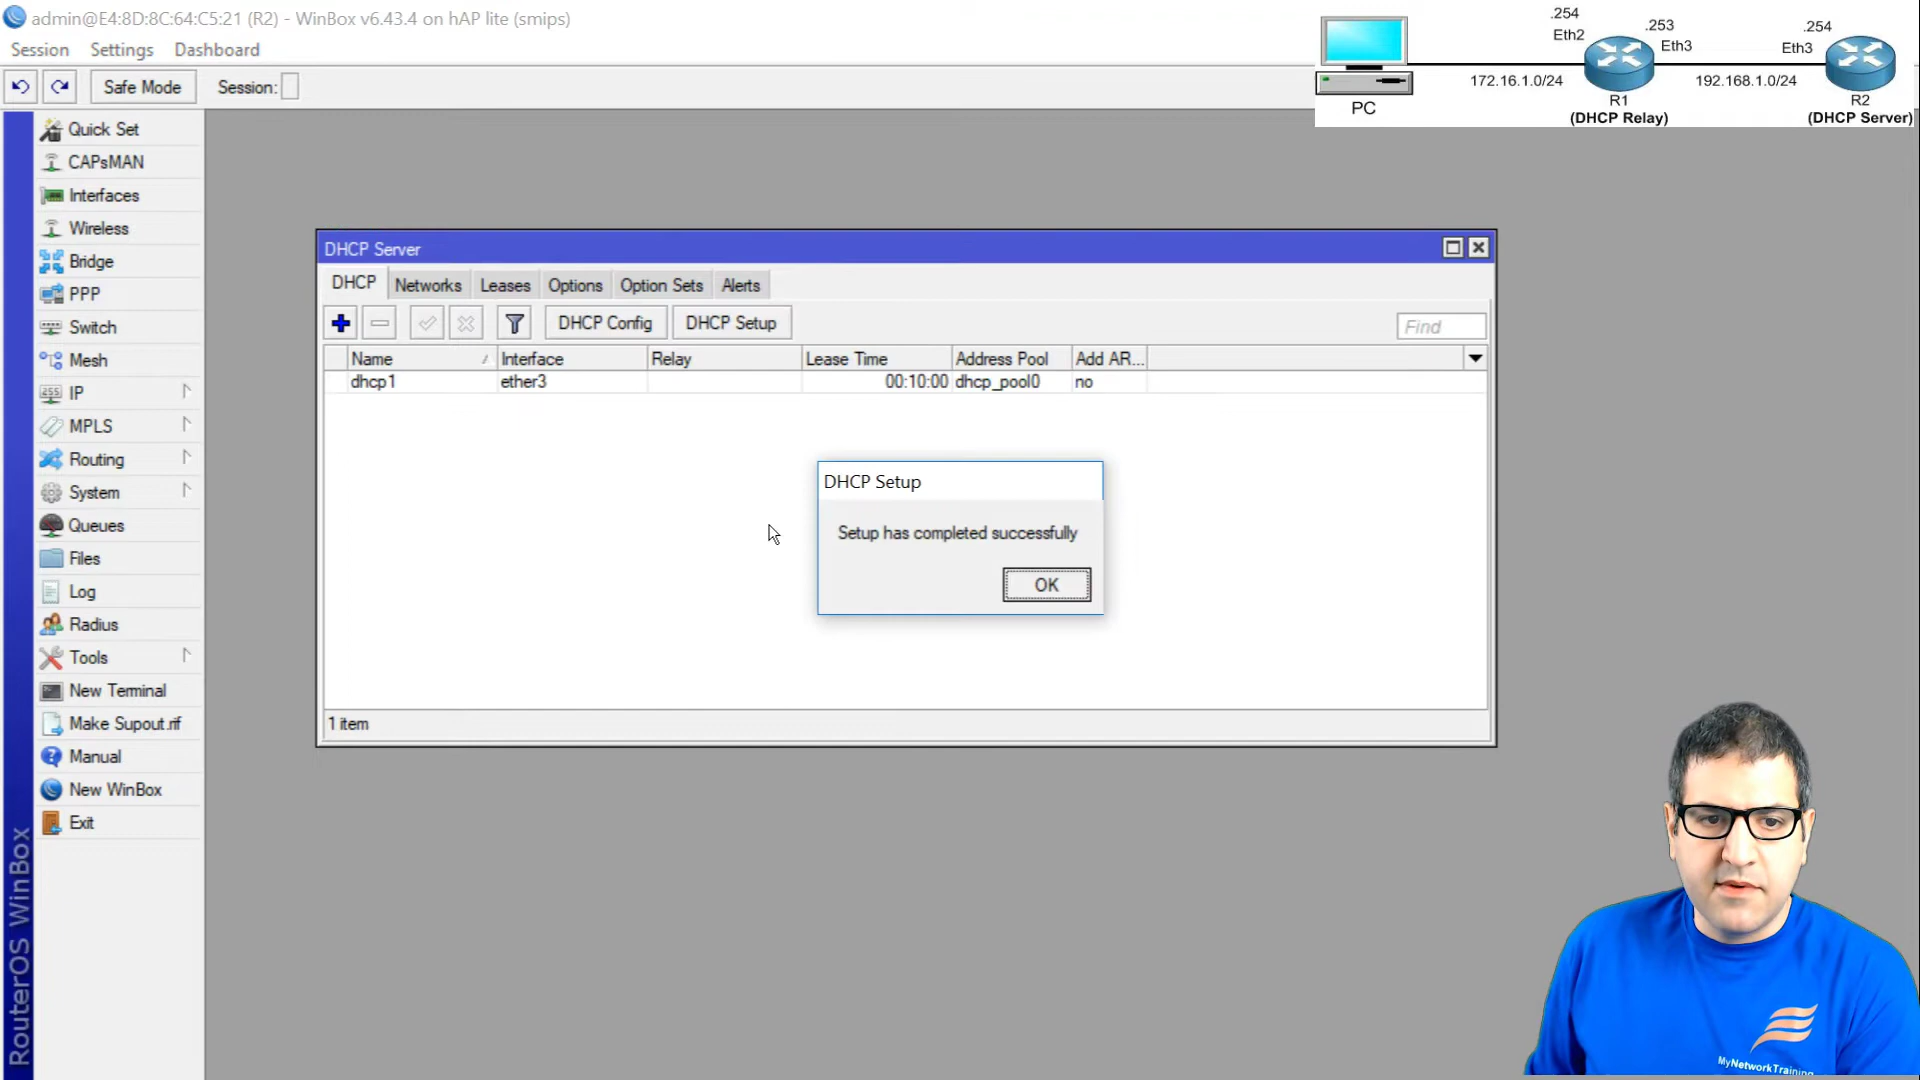 admin@E4:8D:8C:64:C5:21 (R2) - WinBox v6.43.4 on hAP lite (smips)
Session Settings Dashboard
Safe Mode Session:
.254
Eth2
.253
Eth3
.254
Eth3
172.16.1.0/24
192.168.1.0/24
PC
R1
(DHCP Relay)
R2
(DHCP Server)
Quick Set
CAPsMAN
Interfaces
Wireless
Bridge
PPP
Switch
Mesh
IP
MPLS
Routing
System
Queues
Files
Log
Radius
Tools
New Terminal
Make Supout.rif
Manual
New WinBox
Exit
RouterOS WinBox
DHCP Server
DHCP Networks Leases Options Option Sets Alerts
DHCP Config DHCP Setup Find
Name Interface Relay Lease Time Address Pool Add AR...
dhcp1 ether3 00:10:00 dhcp_pool0 no
DHCP Setup
Setup has completed successfully
OK
1 item
MyNetworkTraining